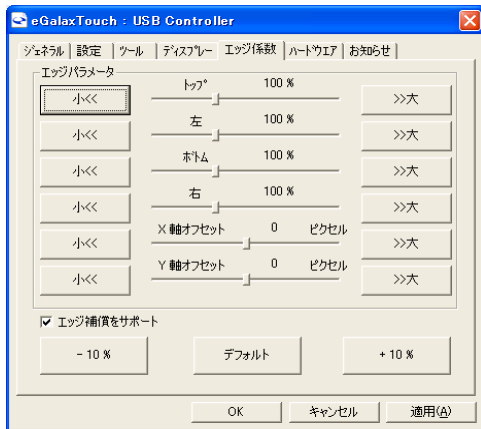 eGalaxTouch : USB Controller
ジェネラル 設定 ツール ディスプレー エッジ係数 ハードウエア お知らせ
エッジパラメータ
小<< トップ 100 % >>大
小<< 左 100 % >>大
小<< ボトム 100 % >>大
小<< 右 100 % >>大
小<< X 軸オフセット 0 ピクセル >>大
小<< Y 軸オフセット 0 ピクセル >>大
エッジ補償をサポート
- 10 % デフォルト + 10 %
OK キャンセル 適用(A)